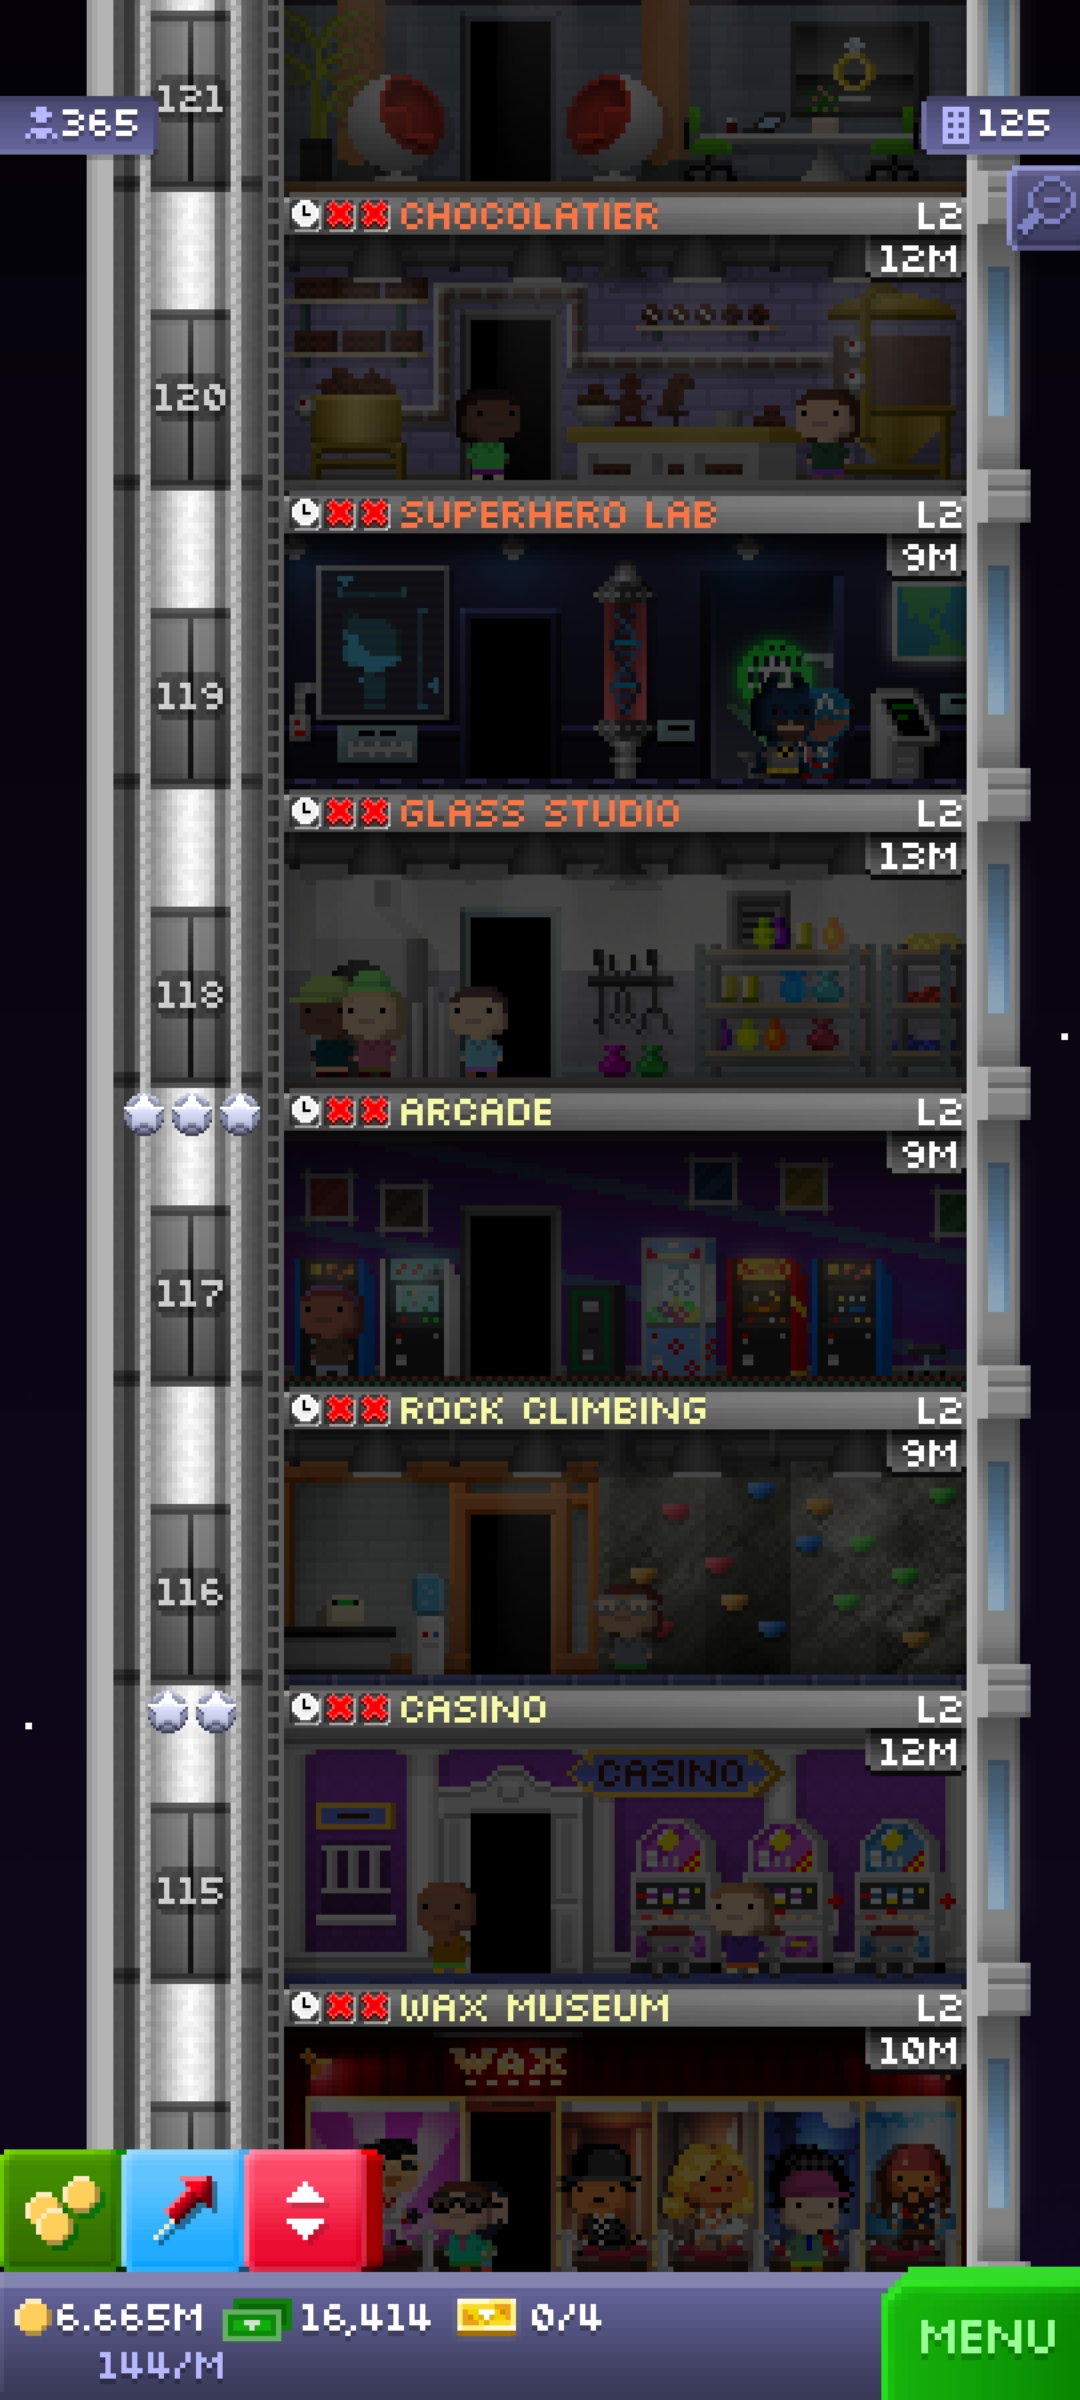 121
365
125
CHOCOLATIER L2
12M
120
SUPERHERO LAB L2
9M
119
GLASS STUDIO L2
13M
118
ARCADE L2
9M
117
ROCK CLIMBING L2
9M
116
CASINO L2
12M
CASINO
115
WAX MUSEUM L2
10M
WAX
6.665M 16,414 0/4
144/M
MENU